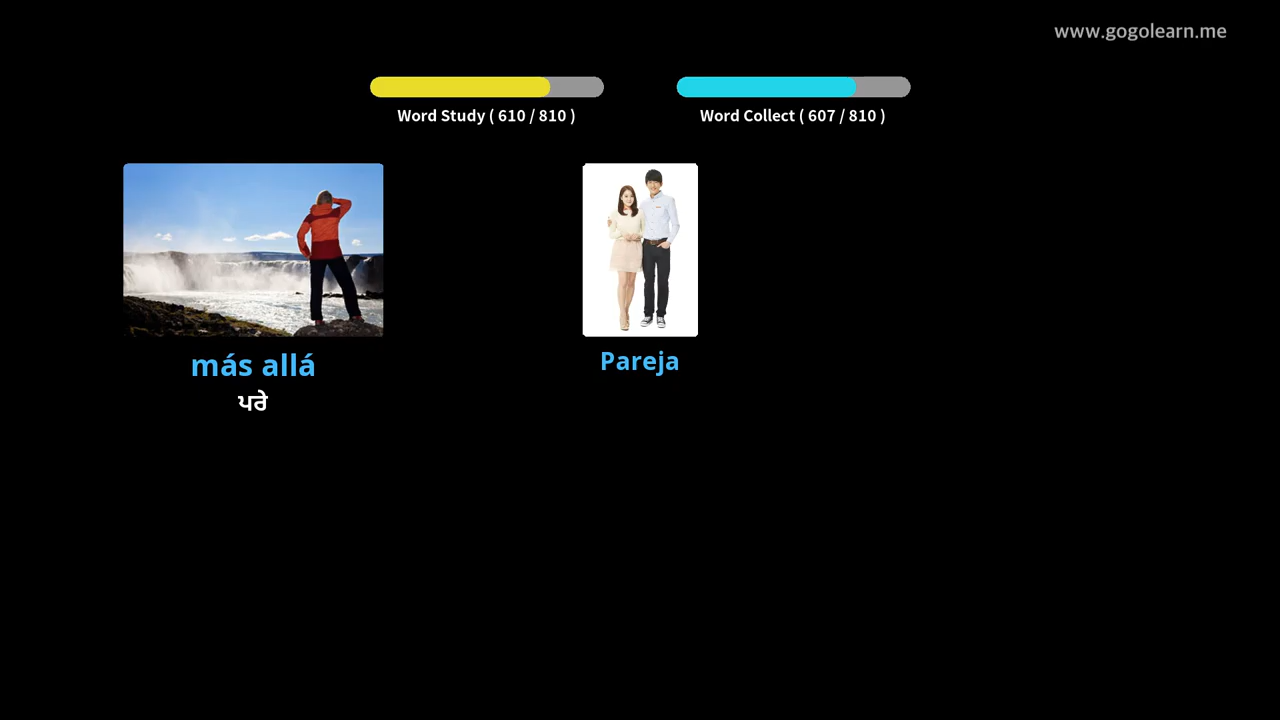 www.gogolearn.me
Word Study ( 610 / 810 )
Word Collect ( 607 / 810 )
más allá
ਪਰੇ
Pareja